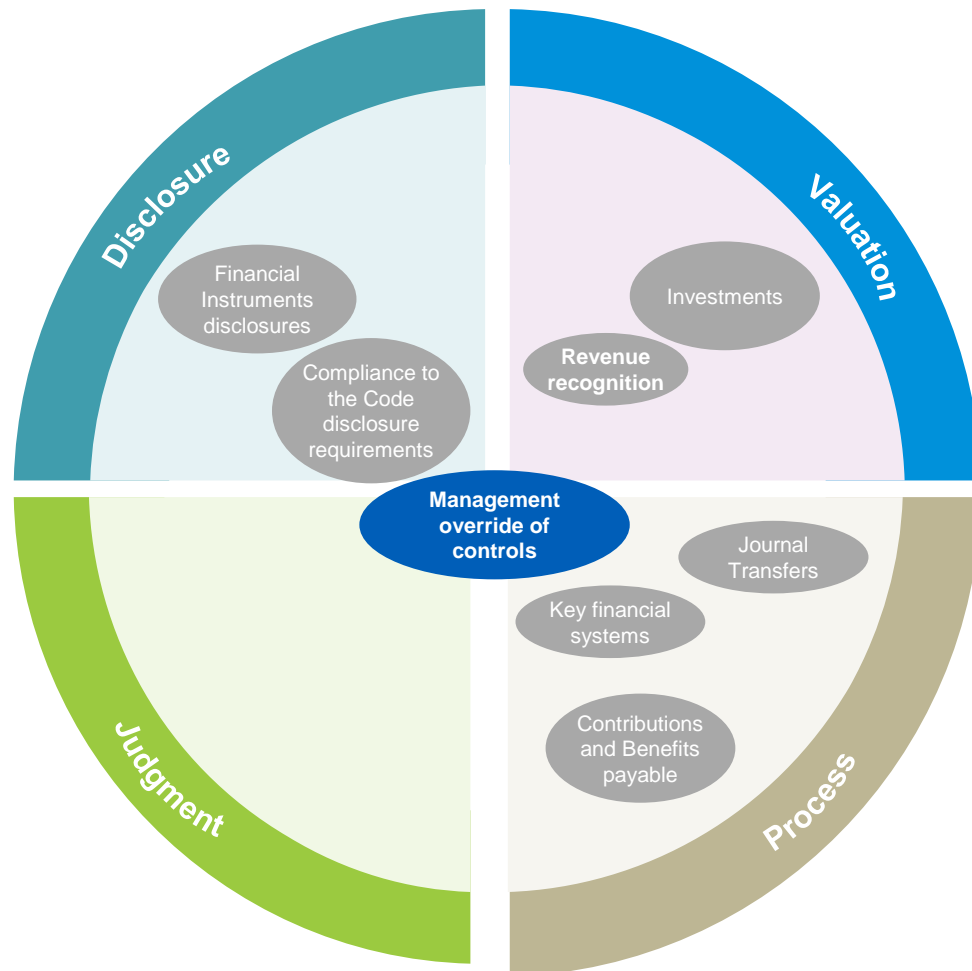 Disclosure
Valuation
Financial
Instruments
disclosures
Investments
Revenue
recognition
Compliance to
the Code
disclosure
requirements
Management
override of
controls
Journal
Transfers
Key financial
systems
Contributions
and Benefits
payable
Judgment
Process